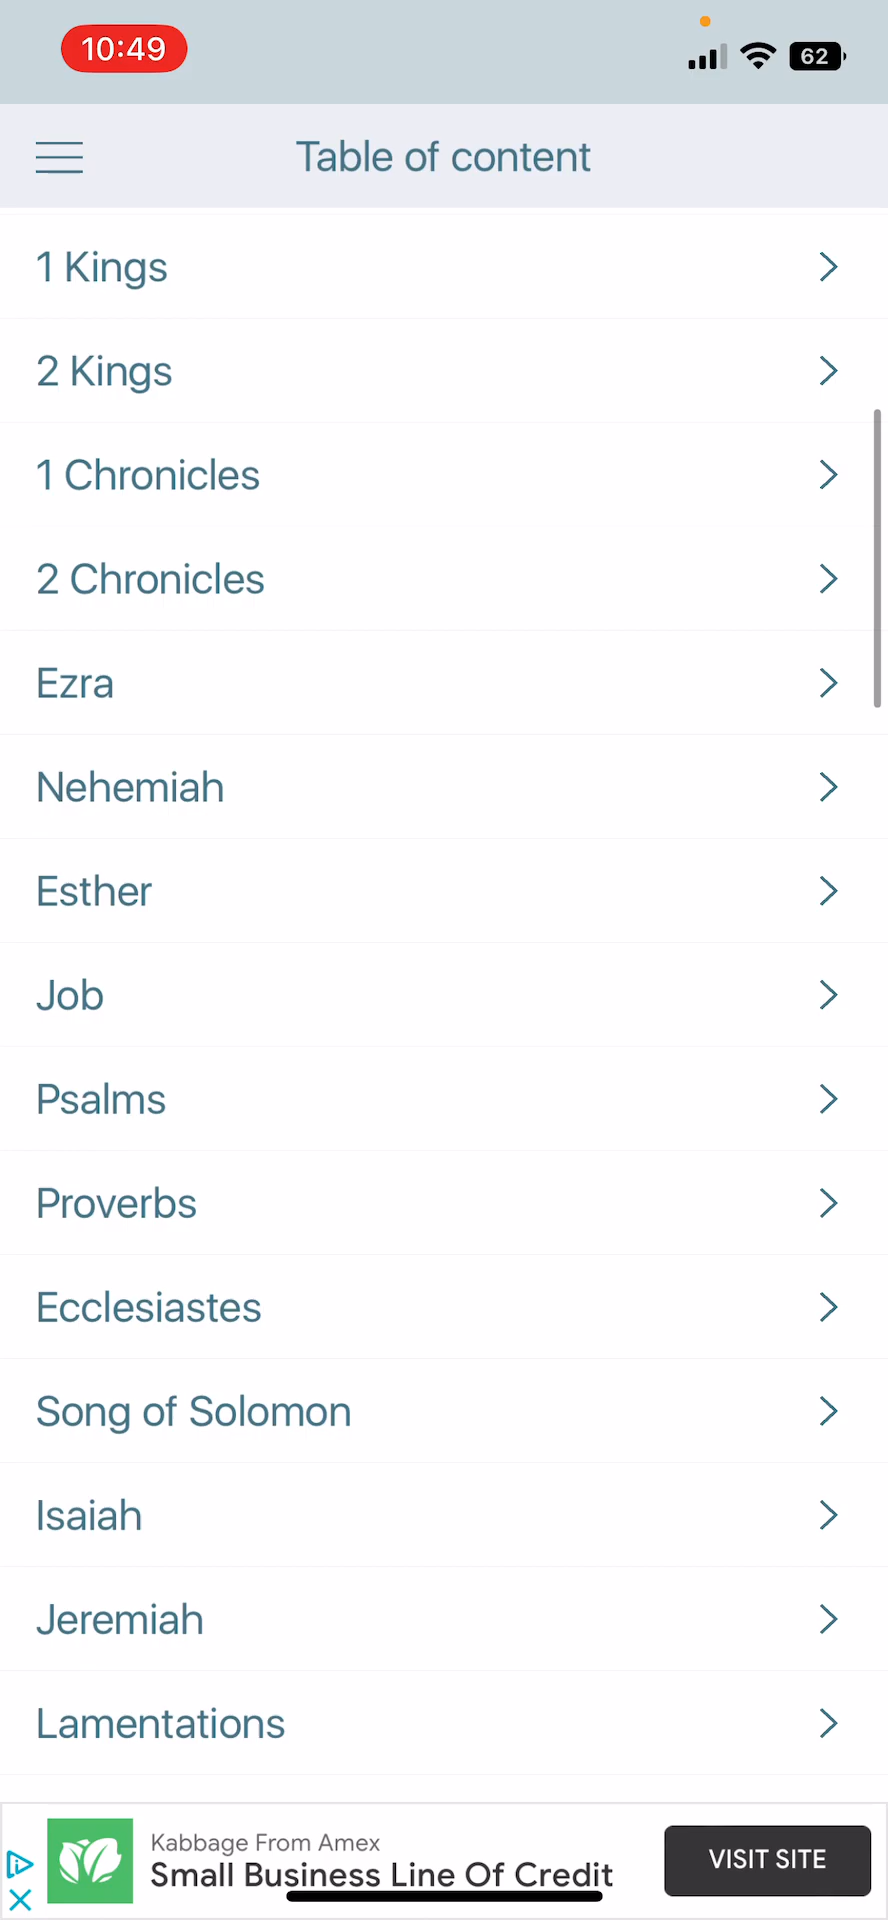 10:49
62
Table of content
1 Kings
2 Kings
1 Chronicles
2 Chronicles
Ezra
Nehemiah
Esther
Job
Psalms
Proverbs
Ecclesiastes
Song of Solomon
Isaiah
Jeremiah
Lamentations
Kabbage From Amex
Small Business Line Of Credit
VISIT SITE